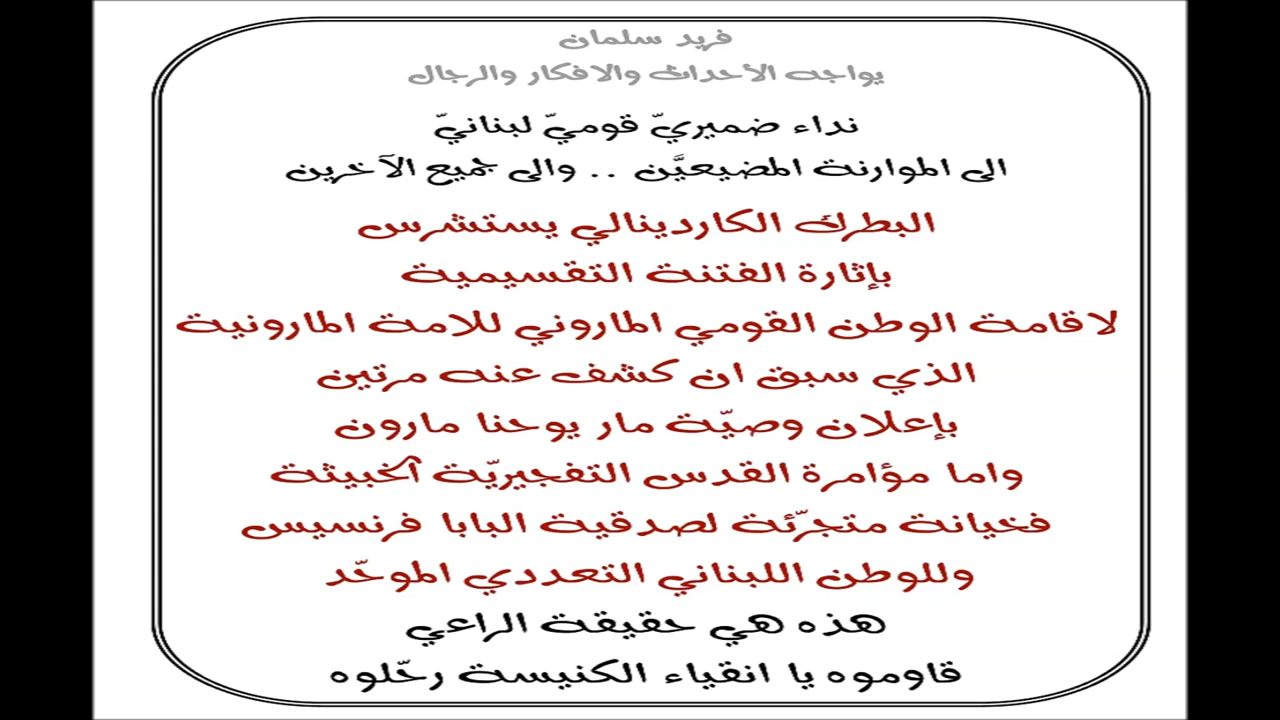 فريد سلمان
يواجه الأحداث والافكار والرجال
نداء ضميريّ قوميّ لبنانيّ
الى الموارنة المضيعيَّن .. والى جميع الآخرين
البطرك الكاردينالي يستشرس
بإثارة الفتنة التقسيمية
لاقامة الوطن القومي الماروني للامة المارونية
الذي سبق ان كشف عنه مرتين
بإعلان وصيّة مار يوحنا مارون
واما مؤامرة القدس التفجيريّة الخبيثة
فخيانة متجرّئة لصدقية البابا فرنسيس
وللوطن اللبناني التعددي الموحّد
هذه هي حقيقة الراعي
قاوموه يا انقياء الكنيسة رحّلوه